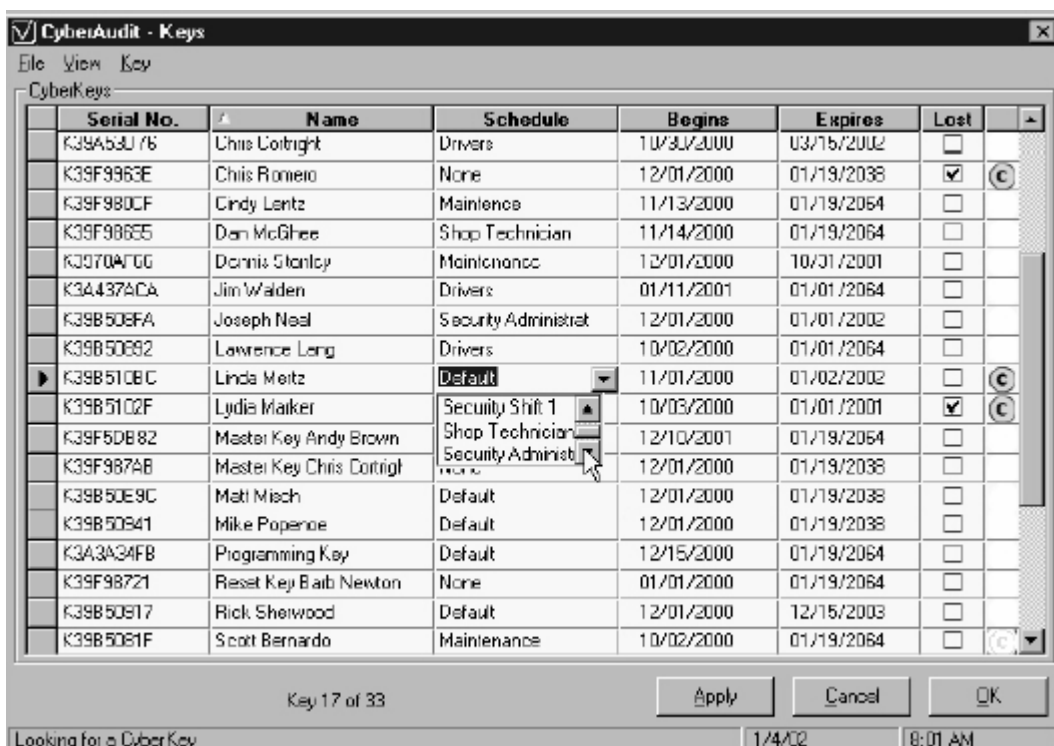 CyberAudit - Keys
File View Key
CyberKeys
Serial No. Name Schedule Begins Expires Lost
Chris Cortright Drivers 10/30/2000 03/15/2002
K39F9963E Chris Romero None 12/01/2000 01/19/2038 C
K39F980CF Cindy Lentz Maintence 11/13/2000 01/19/2064
K39F98655 Dan McGhee Shop Technician 11/14/2000 01/19/2064
Dennis Stanley Maintenance 12/01/2000 10/31/2001
K3A437ACA Jim Walden Drivers 01/11/2001 01/01/2064
K39B508FA Joseph Neal Security Administrat 12/01/2000 01/01/2002
K39B50892 Lawrence Lang Drivers 10/02/2000 01/01/2064
K39B510BC Linda Mertz Default 11/01/2000 01/02/2002 C
K39B5102F Lydia Marker Security Shift 1 10/03/2000 01/01/2001 C
K39F5DB82 Master Key Andy Brown Shop Technician 12/10/2001 01/19/2064
K39F987AB Master Key Chris Cortrigh Security Administ 12/01/2000 01/19/2038
K39B50E9C Matt Misch Default 12/01/2000 01/19/2038
K39B50941 Mike Popenoe Default 12/01/2000 01/19/2038
K3A3A34FB Programming Key Default 12/15/2000 01/19/2064
K39F98721 Reset Key Barb Newton None 01/01/2000 01/19/2064
K39B50917 Rick Sherwood Default 12/01/2000 12/15/2003
K39B5081F Scott Bernardo Maintenance 10/02/2000 01/19/2064 C
Key 17 of 33 Apply Cancel OK
Looking for a CyberKey 1/4/02 8:01 AM